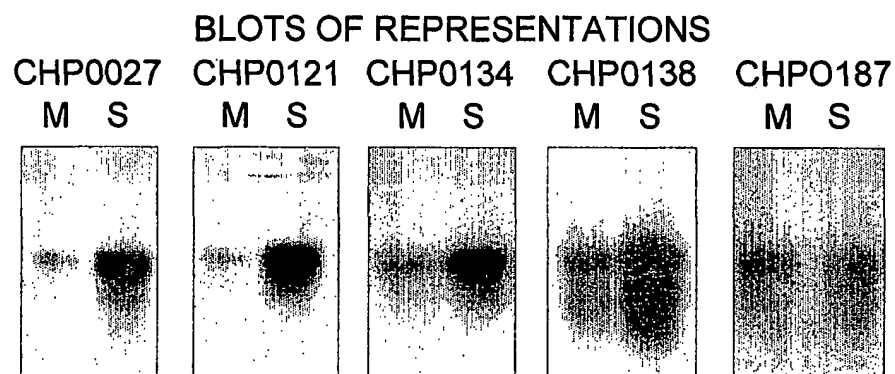 BLOTS OF REPRESENTATIONS
CHP0027 CHP0121 CHP0134 CHP0138 CHPO187
M S M S M S M S M S